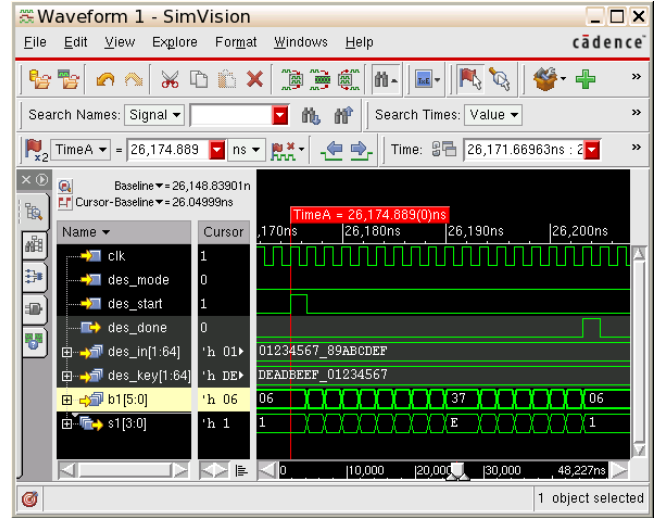 Waveform 1 - SimVision
File Edit View Explore Format Windows Help cādence
Search Names: Signal Search Times: Value »
x2 TimeA = 26,174.889 ns Time: 26,171.66963ns : 2 »
Baseline = 26,148.83901n
Cursor-Baseline = 26.04999ns
TimeA = 26,174.889(0)ns
Name Cursor ,170ns 26,180ns 26,190ns 26,200ns
clk 1
des_mode 0
des_start 1
des_done 0
des_in[1:64] 'h 01 01234567_89ABCDEF
des_key[1:64] 'h DE DEADBEEF_01234567
b1[5:0] 'h 06 06 37 06
s1[3:0] 'h 1 1 E 1
0 10,000 20,000 30,000 48,227ns
1 object selected